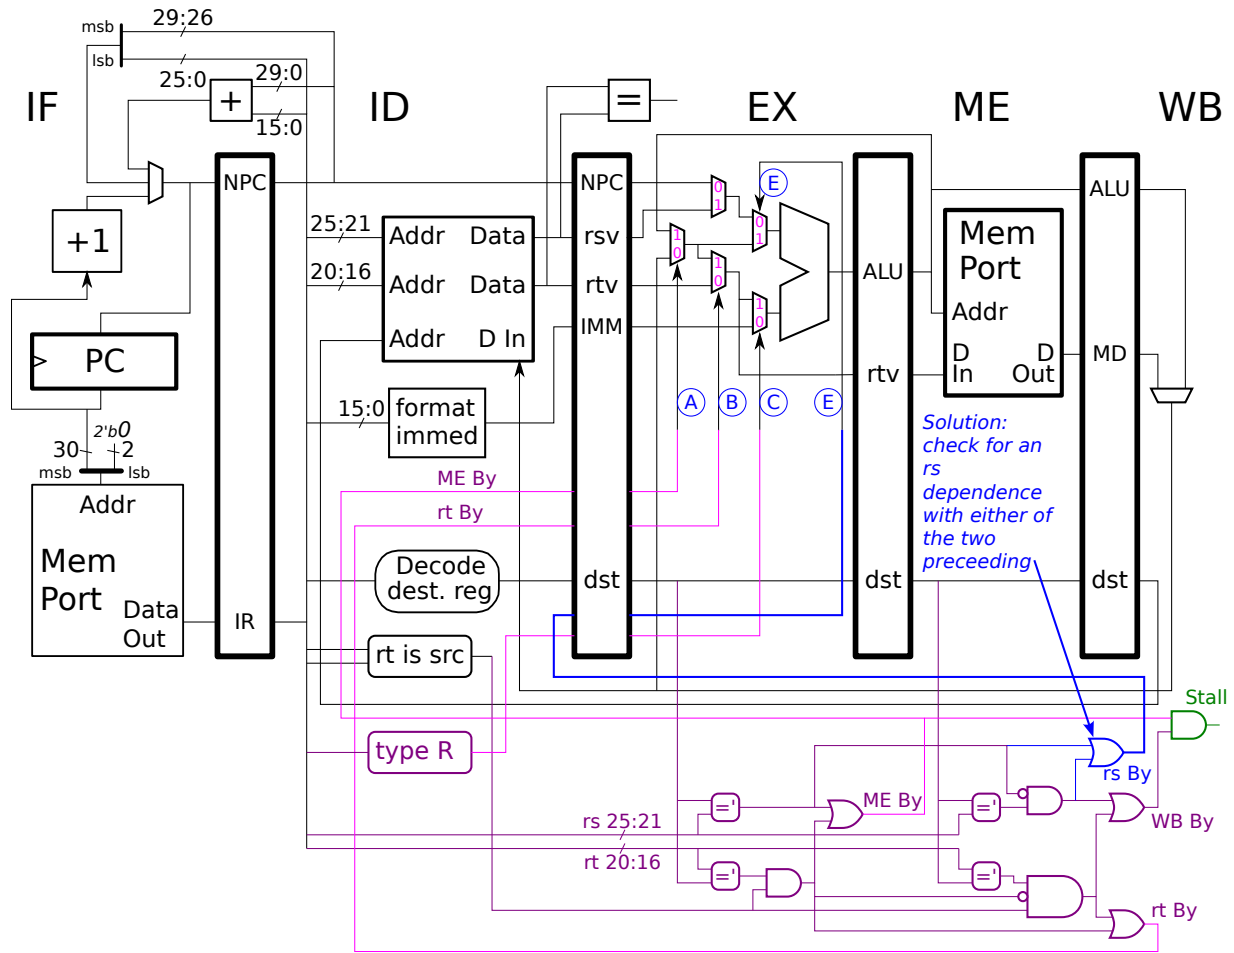 29:26
msb
lsb
25:0
29:0
+
15:0
IF
ID
=
EX
ME
WB
NPC
NPC
0
1
E
ALU
+1
25:21
Addr
Data
rsv
1
0
0
1
Mem
Port
20:16
Addr
Data
rtv
1
0
ALU
Addr
IMM
1
0
PC
Addr
D In
D
In
D
Out
MD
rtv
15:0
format
immed
A
B
C
E
2'b0
30
2
msb
lsb
Solution:
check for an
rs
dependence
with either of
the two
preceeding
ME By
rt By
Addr
Mem
Port
Data
Out
IR
Decode
dest. reg
dst
dst
dst
rt is src
Stall
type R
rs By
='
ME By
='
WB By
rs 25:21
rt 20:16
='
='
rt By